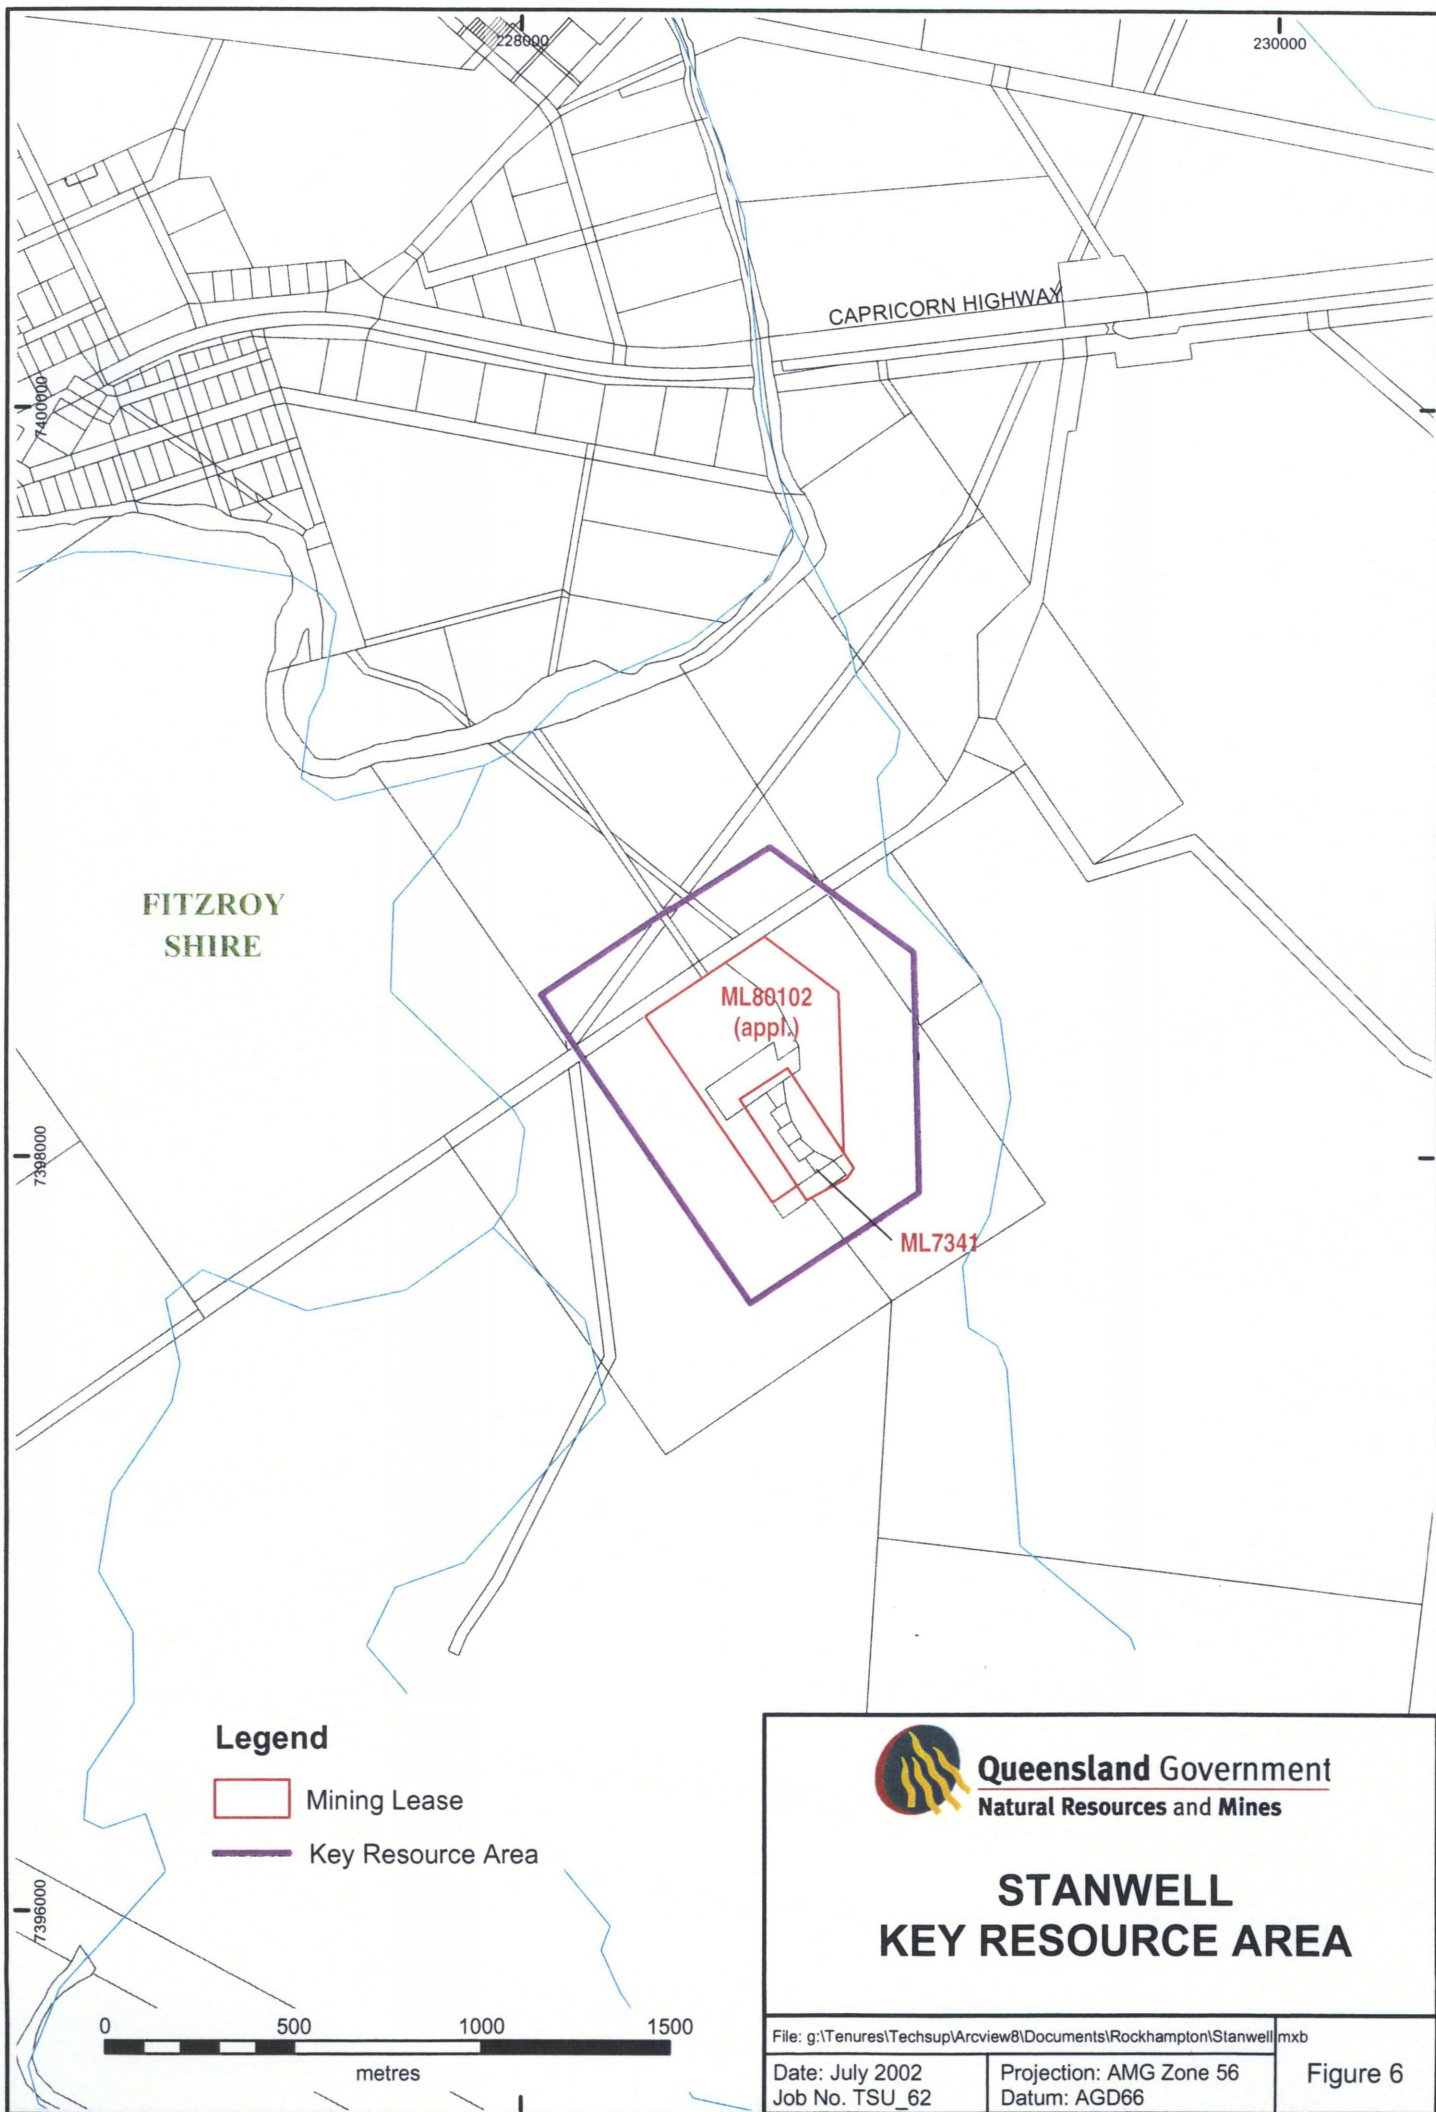 228000
230000
CAPRICORN HIGHWAY
7400000
FITZROY
SHIRE
ML80102
(appl.)
7398000
ML7341
Legend
Mining Lease
Key Resource Area
7396000
0 500 1000 1500
metres
Queensland Government
Natural Resources and Mines
STANWELL
KEY RESOURCE AREA
File: g:\Tenures\Techsup\Arcview8\Documents\Rockhampton\Stanwell mxb
Date: July 2002
Job No. TSU_62
Projection: AMG Zone 56
Datum: AGD66
Figure 6